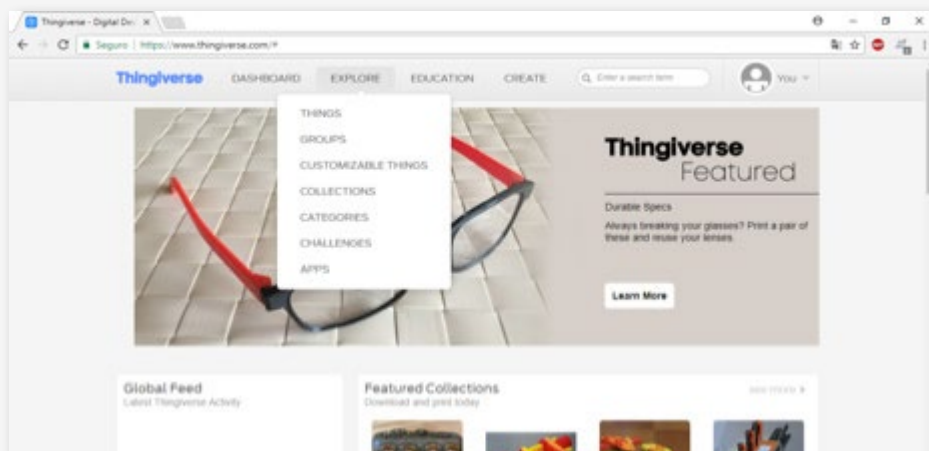 Thingiverse - Digital De
Seguro | https://www.thingiverse.com/#
Thingiverse DASHBOARD EXPLORE EDUCATION CREATE Enter a search term You
THINGS
GROUPS
CUSTOMIZABLE THINGS
COLLECTIONS
CATEGORIES
CHALLENGES
APPS
Thingiverse
Featured
Durable Specs
Always breaking your glasses? Print a pair of
these and reuse your lenses.
Learn More
Global Feed
Latest Thingiverse Activity
Featured Collections
Download and print today